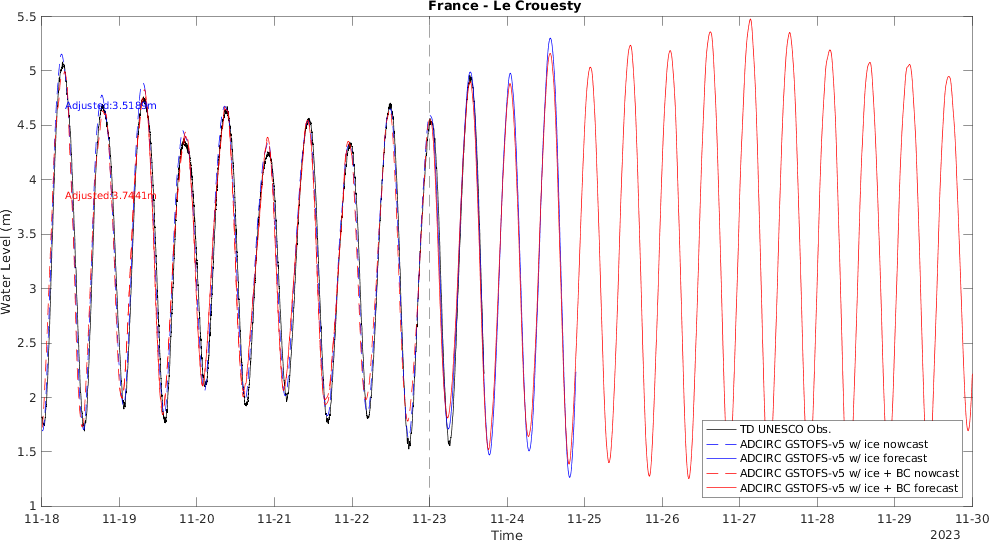 France - Le Crouesty
5.5
5
4.5
4
3.5
3
2.5
2
1.5
1
Water Level (m)
Adjusted:3.5189m
Adjusted:3.7441m
TD UNESCO Obs.
ADCIRC GSTOFS-v5 w/ ice nowcast
ADCIRC GSTOFS-v5 w/ ice forecast
ADCIRC GSTOFS-v5 w/ ice + BC nowcast
ADCIRC GSTOFS-v5 w/ ice + BC forecast
11-18 11-19 11-20 11-21 11-22 11-23 11-24 11-25 11-26 11-27 11-28 11-29 11-30
Time
2023